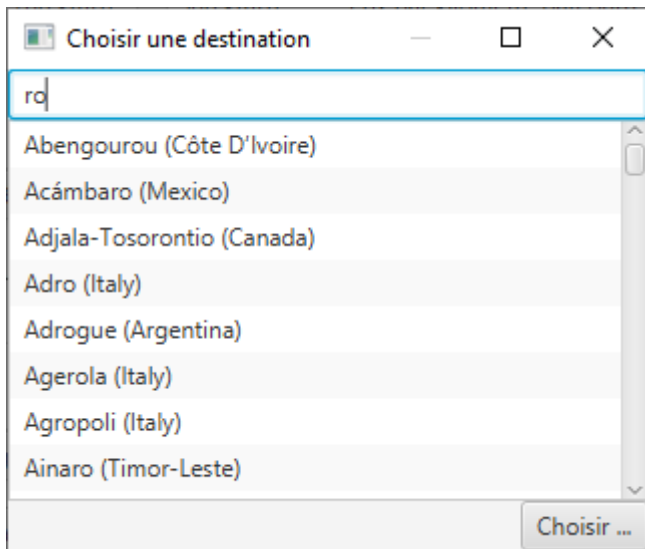 Choisir une destination
ro
Abengourou (Côte D'Ivoire)
Acámbaro (Mexico)
Adjala-Tosorontio (Canada)
Adro (Italy)
Adrogue (Argentina)
Agerola (Italy)
Agropoli (Italy)
Ainaro (Timor-Leste)
Choisir ...